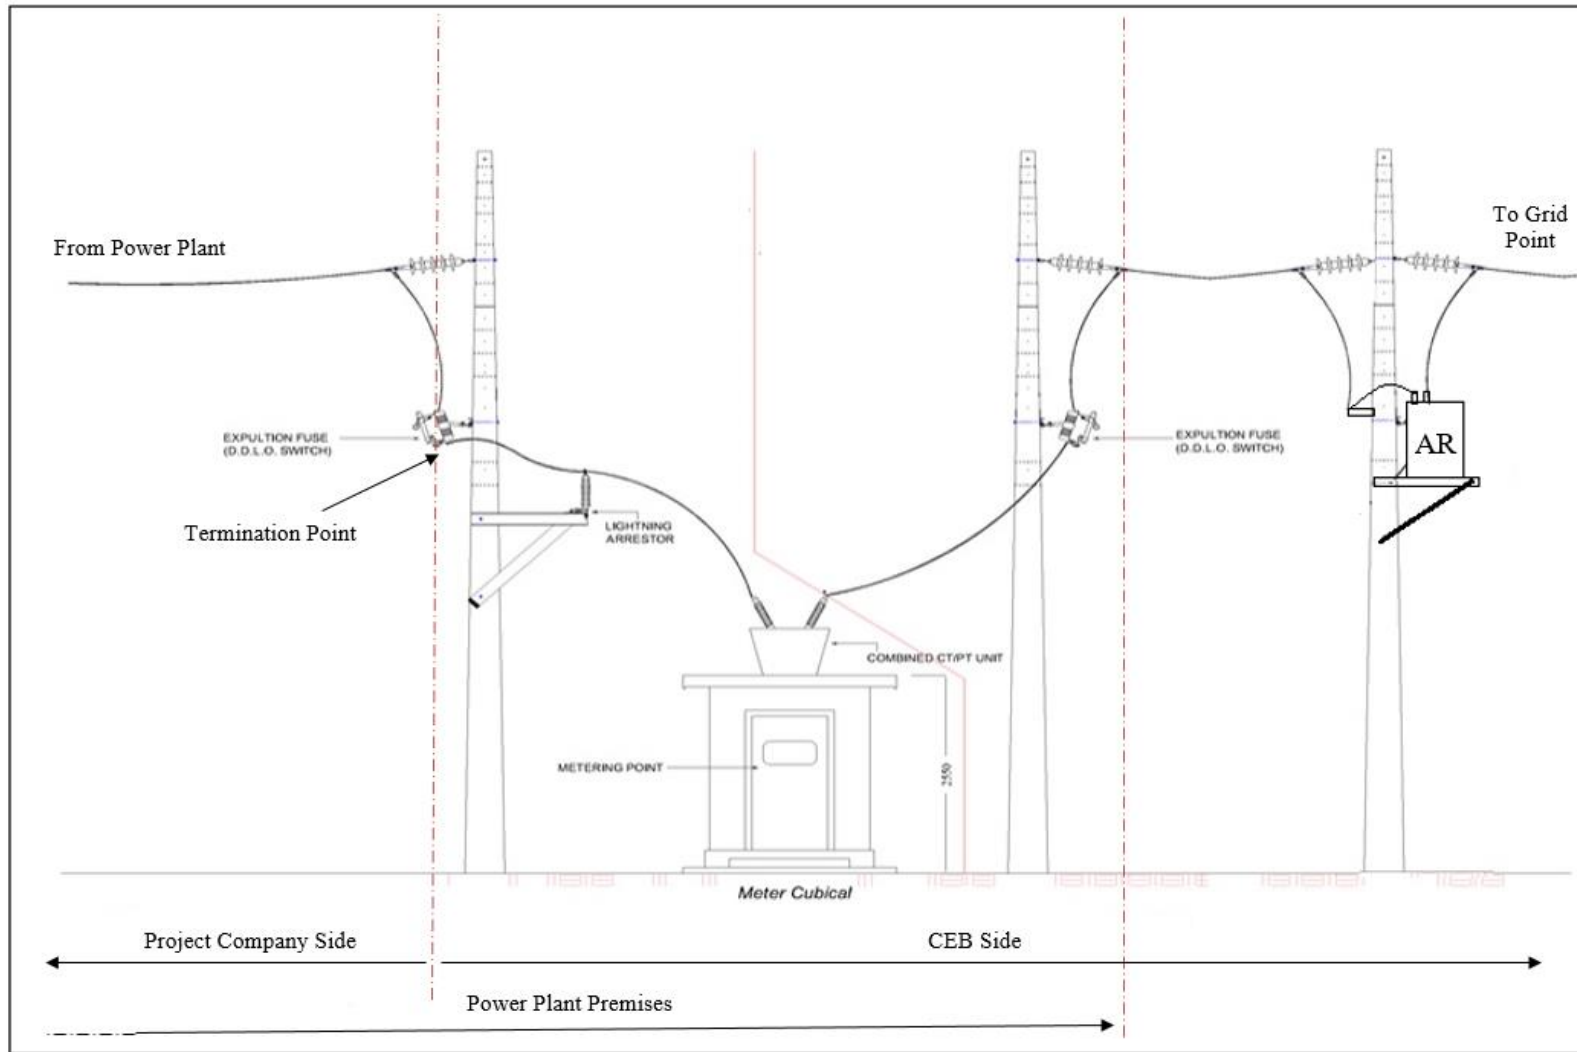 To Grid
Point
From Power Plant
EXPULTION FUSE
(D.D.L.O. SWITCH)
EXPULTION FUSE
(D.D.L.O. SWITCH)
AR
Termination Point
LIGHTNING
ARRESTOR
COMBINED CT/PT UNIT
METERING POINT
2550
Meter Cubical
Project Company Side
CEB Side
Power Plant Premises